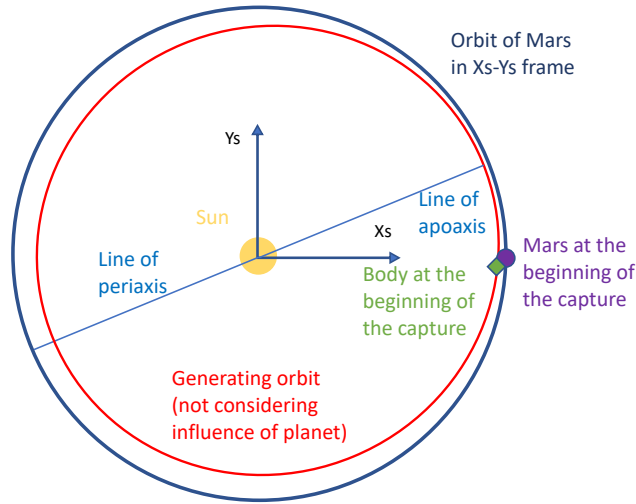 Orbit of Mars
in Xs-Ys frame
Ys
Line of
apoaxis
Sun
Xs
Mars at the
beginning of
the capture
Line of
periaxis
Body at the
beginning of
the capture
Generating orbit
(not considering
influence of planet)